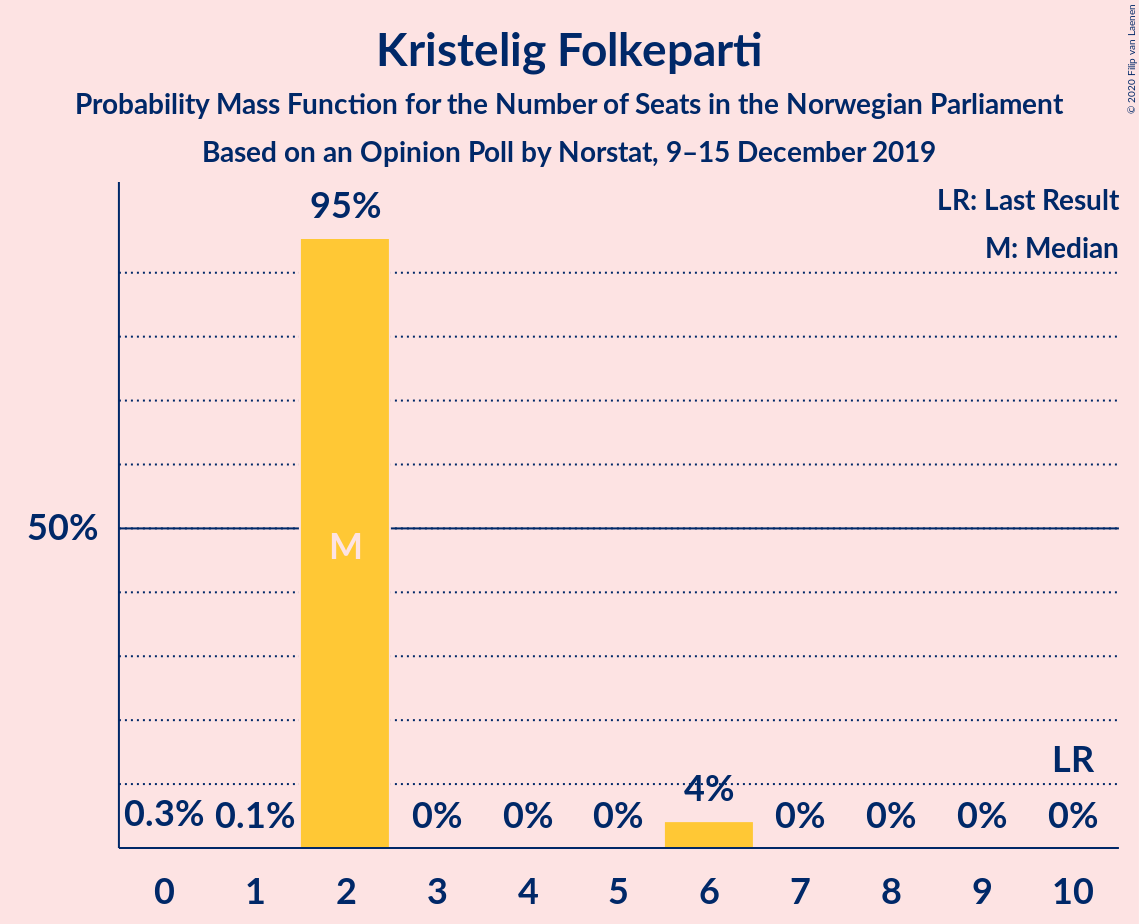 Kristelig Folkeparti
Probability Mass Function for the Number of Seats in the Norwegian Parliament
Based on an Opinion Poll by Norstat, 9–15 December 2019
© 2020 Filip van Laenen
LR: Last Result
M: Median
95%
50%
M
LR
0.3% 0.1% 0% 0% 0% 4% 0% 0% 0% 0%
0 1 2 3 4 5 6 7 8 9 10